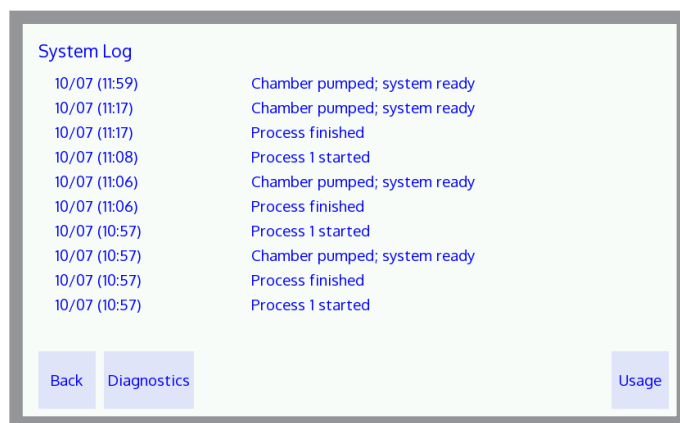 System Log
10/07 (11:59) Chamber pumped; system ready
10/07 (11:17) Chamber pumped; system ready
10/07 (11:17) Process finished
10/07 (11:08) Process 1 started
10/07 (11:06) Chamber pumped; system ready
10/07 (11:06) Process finished
10/07 (10:57) Process 1 started
10/07 (10:57) Chamber pumped; system ready
10/07 (10:57) Process finished
10/07 (10:57) Process 1 started
Back Diagnostics Usage